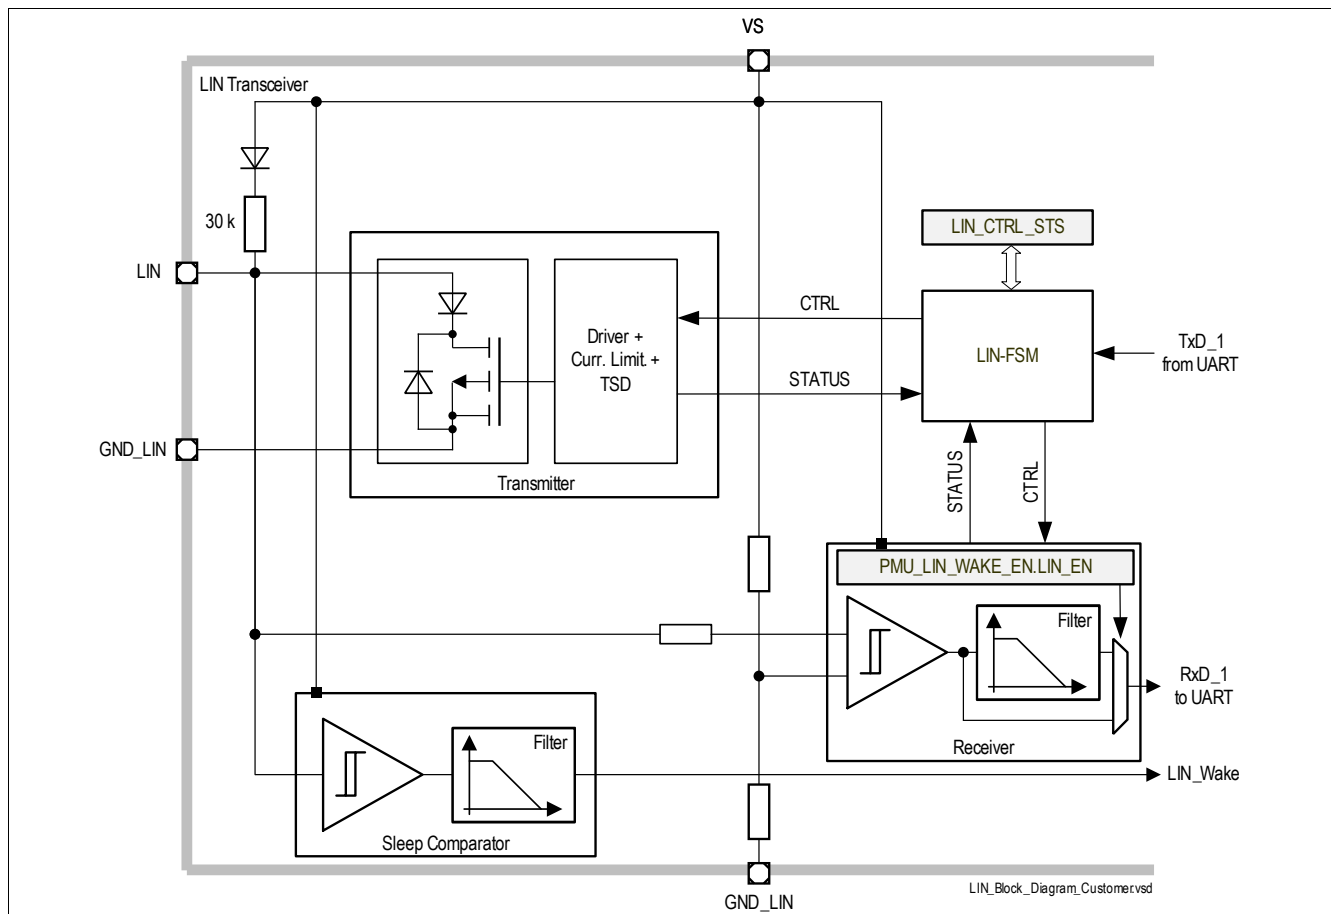 VS
LIN Transceiver
30 k
LIN
LIN_CTRL_STS
CTRL
Driver +
Curr. Limit. +
TSD
LIN-FSM
TxD_1
from UART
STATUS
GND_LIN
Transmitter
STATUS
CTRL
PMU_LIN_WAKE_EN.LIN_EN
Filter
RxD_1
to UART
Receiver
Filter
LIN_Wake
Sleep Comparator
GND_LIN
LIN_Block_Diagram_Customer.vsd